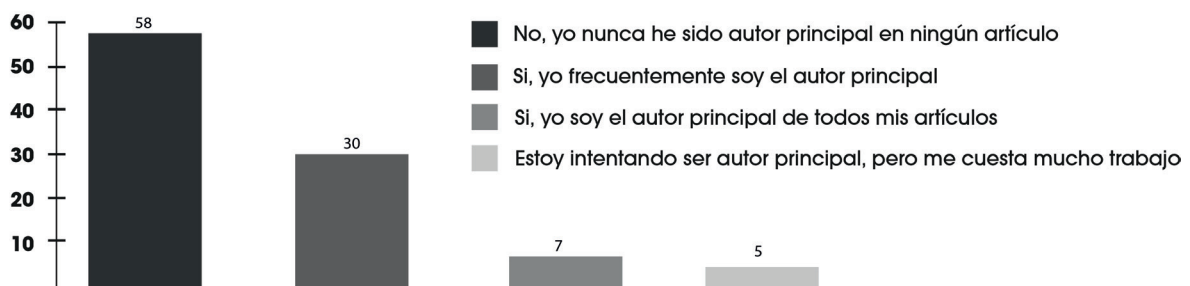 60
58
No, yo nunca he sido autor principal en ningún artículo
50
Si, yo frecuentemente soy el autor principal
40
Si, yo soy el autor principal de todos mis artículos
30
30
Estoy intentando ser autor principal, pero me cuesta mucho trabajo
20
10
7
5